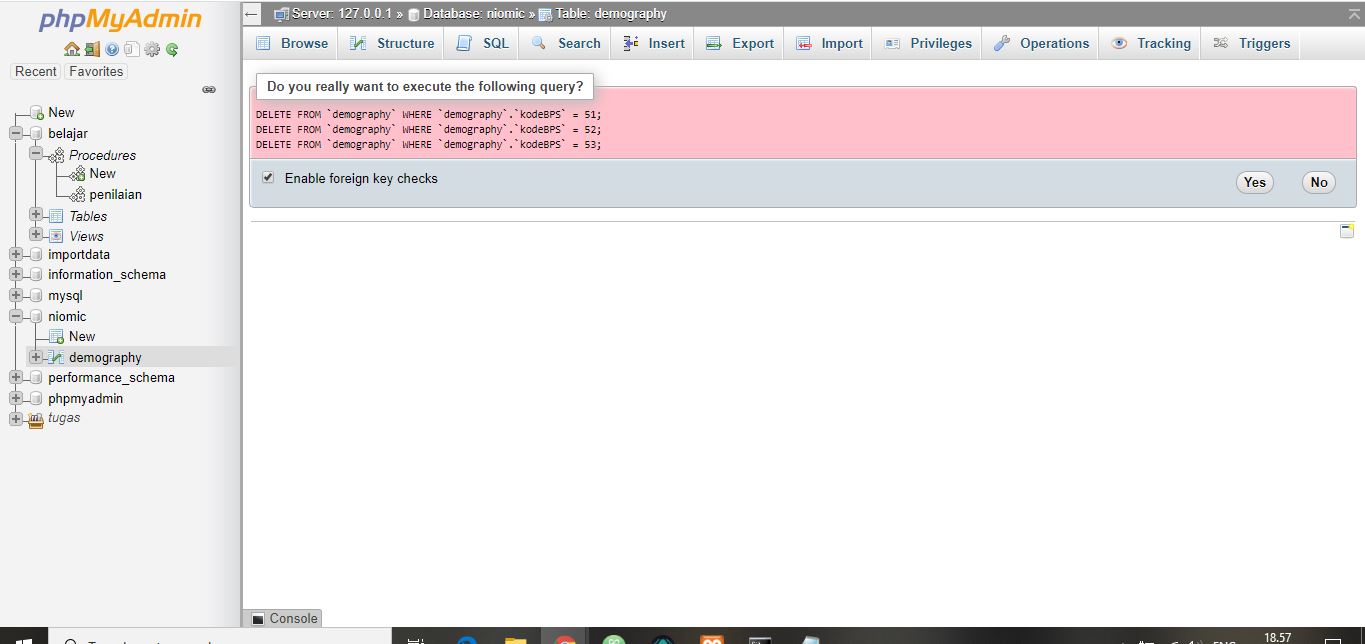 phpMyAdmin
Recent Favorites
New
belajar
Procedures
New
penilaian
Tables
Views
importdata
information_schema
mysql
niomic
New
demography
performance_schema
phpmyadmin
tugas
Server: 127.0.0.1 » Database: niomic » Table: demography
Browse Structure SQL Search Insert Export Import Privileges Operations Tracking Triggers
Do you really want to execute the following query?
DELETE FROM `demography` WHERE `demography`.`kodeBPS` = 51;
DELETE FROM `demography` WHERE `demography`.`kodeBPS` = 52;
DELETE FROM `demography` WHERE `demography`.`kodeBPS` = 53;
Enable foreign key checks
Yes No
Console
18.57